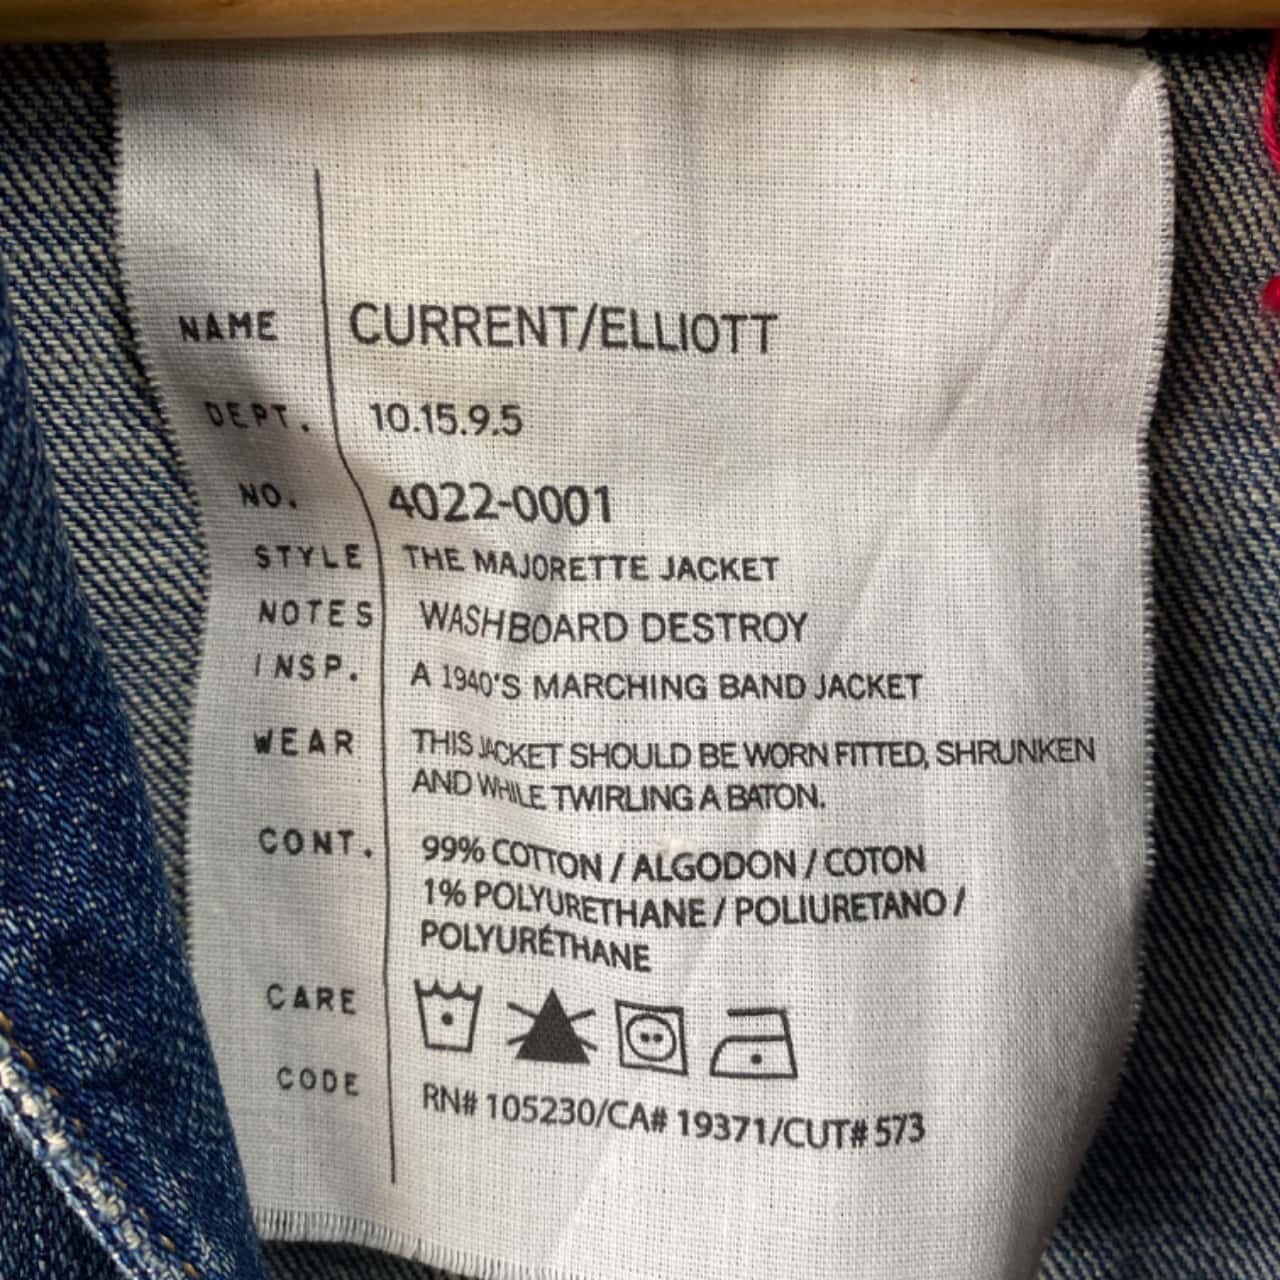 NAME CURRENT/ELLIOTT
DEPT. 10.15.9.5
NO. 4022-0001
STYLE THE MAJORETTE JACKET
NOTES WASHBOARD DESTROY
INSP. A 1940'S MARCHING BAND JACKET
WEAR THIS JACKET SHOULD BE WORN FITTED, SHRUNKEN
AND WHILE TWIRLING A BATON.
CONT. 99% COTTON / ALGODON / COTON
1% POLYURETHANE / POLIURETANO /
POLYURÉTHANE
CARE
CODE RN# 105230/CA# 19371/CUT# 573